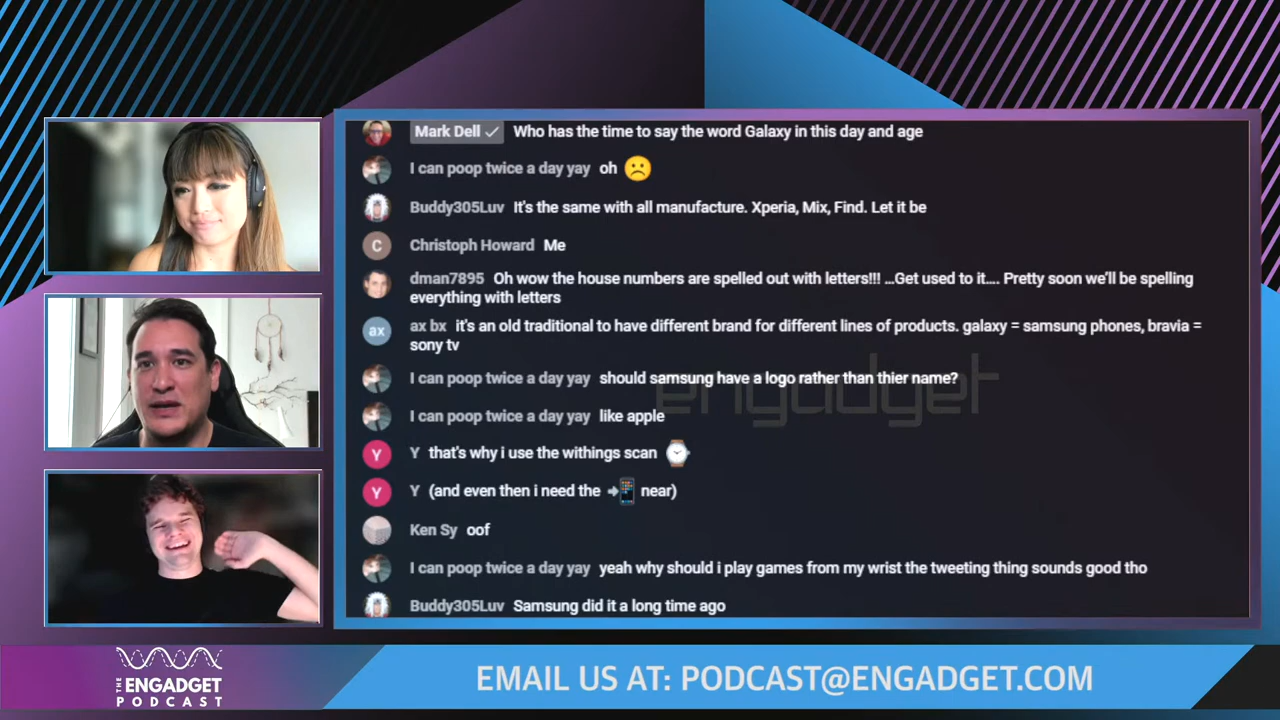 Mark Dell Who has the time to say the word Galaxy in this day and age
I can poop twice a day yay oh ☹️
Buddy305Luv It's the same with all manufacture. Xperia, Mix, Find. Let it be
C Christoph Howard Me
dman7895 Oh wow the house numbers are spelled out with letters!!! ...Get used to it.... Pretty soon we'll be spelling
everything with letters
ax ax bx it's an old traditional to have different brand for different lines of products. galaxy = samsung phones, bravia =
sony tv
I can poop twice a day yay should samsung have a logo rather than thier name?
engadget
I can poop twice a day yay like apple
Y Y that's why i use the withings scan ⌚
Y Y (and even then i need the 📲 near)
Ken Sy oof
I can poop twice a day yay yeah why should i play games from my wrist the tweeting thing sounds good tho
Buddy305Luv Samsung did it a long time ago
THE ENGADGET
PODCAST
EMAIL US AT: PODCAST@ENGADGET.COM